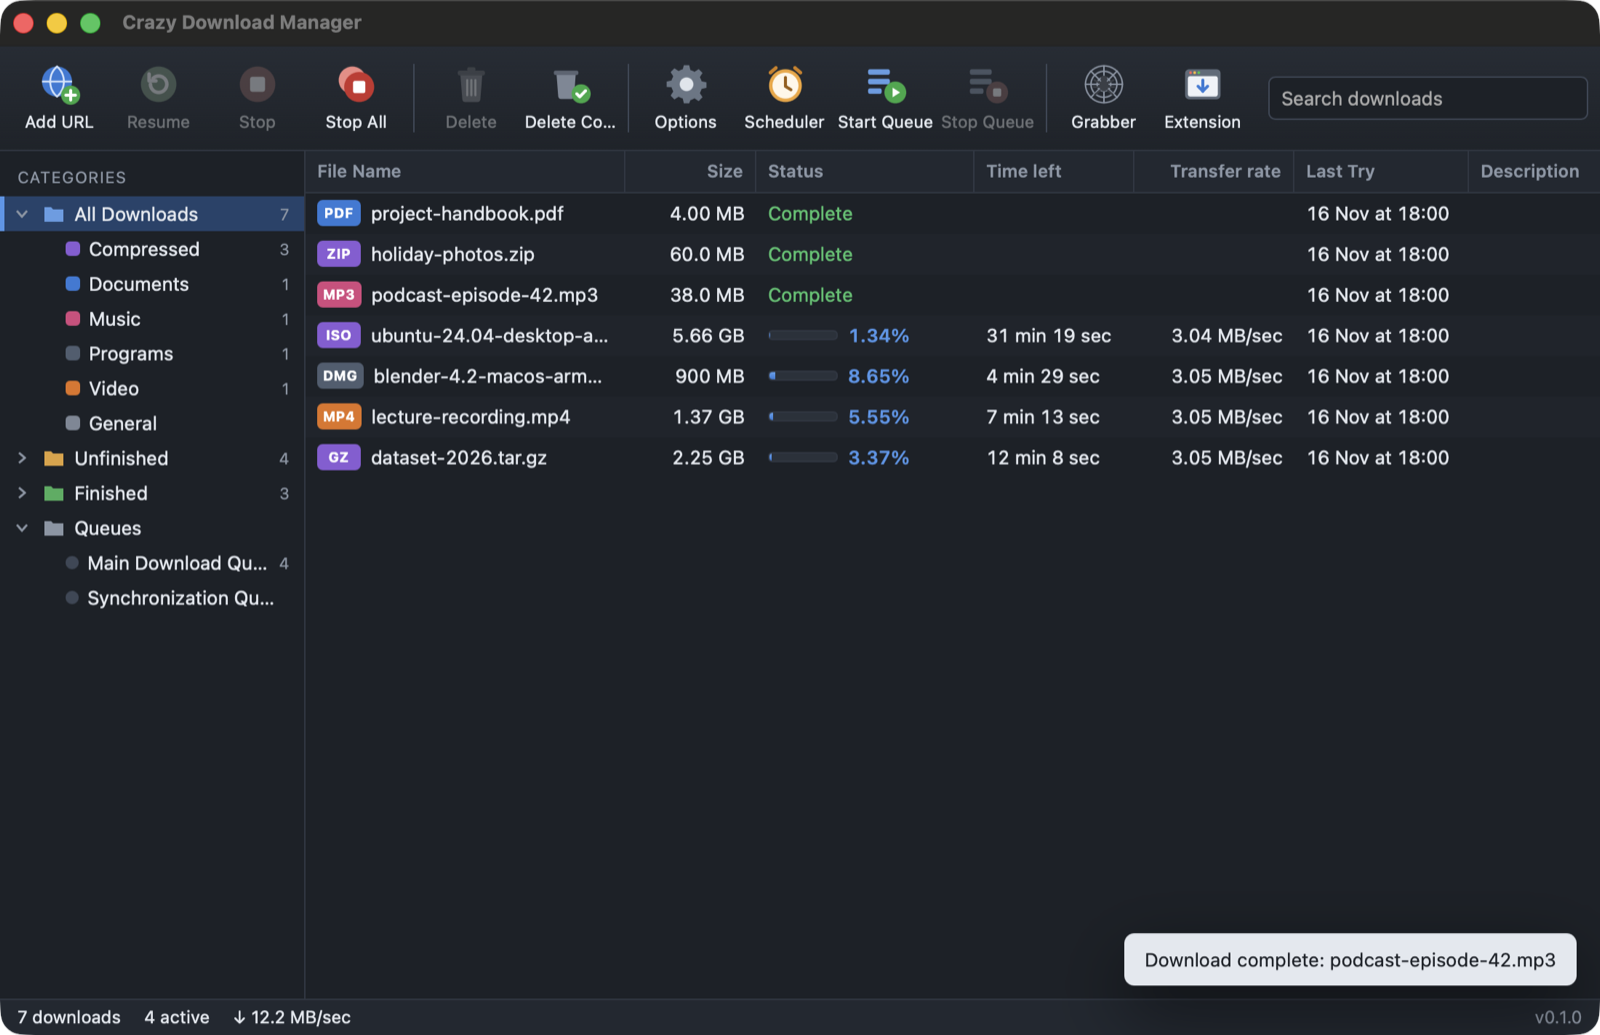 Crazy Download Manager
Add URL Resume Stop Stop All Delete Delete Co... Options Scheduler Start Queue Stop Queue Grabber Extension Search downloads
CATEGORIES
All Downloads 7
Compressed 3
Documents 1
Music 1
Programs 1
Video 1
General
Unfinished 4
Finished 3
Queues
Main Download Qu... 4
Synchronization Qu...
File Name Size Status Time left Transfer rate Last Try Description
PDF project-handbook.pdf 4.00 MB Complete 16 Nov at 18:00
ZIP holiday-photos.zip 60.0 MB Complete 16 Nov at 18:00
MP3 podcast-episode-42.mp3 38.0 MB Complete 16 Nov at 18:00
ISO ubuntu-24.04-desktop-a... 5.66 GB 1.34% 31 min 19 sec 3.04 MB/sec 16 Nov at 18:00
DMG blender-4.2-macos-arm... 900 MB 8.65% 4 min 29 sec 3.05 MB/sec 16 Nov at 18:00
MP4 lecture-recording.mp4 1.37 GB 5.55% 7 min 13 sec 3.05 MB/sec 16 Nov at 18:00
GZ dataset-2026.tar.gz 2.25 GB 3.37% 12 min 8 sec 3.05 MB/sec 16 Nov at 18:00
Download complete: podcast-episode-42.mp3
7 downloads 4 active ↓ 12.2 MB/sec v0.1.0